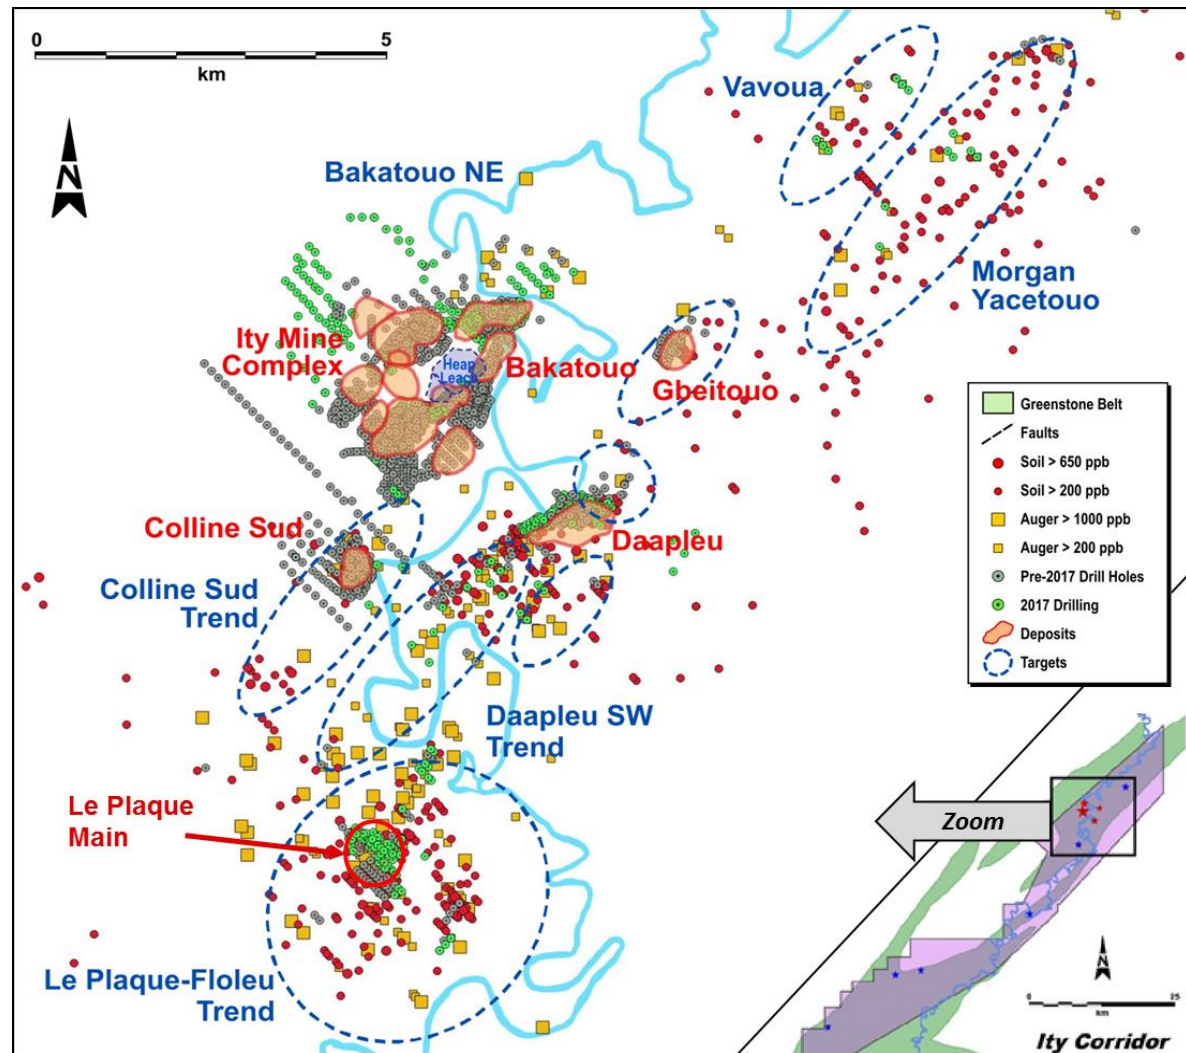 0 5
km
N
Vavoua
Bakatouo NE
Morgan
Yacetouo
Ity Mine
Complex
Heap
Leach
Bakatouo
Gbeitouo
Colline Sud
Daapleu
Colline Sud
Trend
Daapleu SW
Trend
Le Plaque
Main
Le Plaque-Floleu
Trend
Greenstone Belt
Faults
Soil > 650 ppb
Soil > 200 ppb
Auger > 1000 ppb
Auger > 200 ppb
Pre-2017 Drill Holes
2017 Drilling
Deposits
Targets
Zoom
N
0 25
km
Ity Corridor